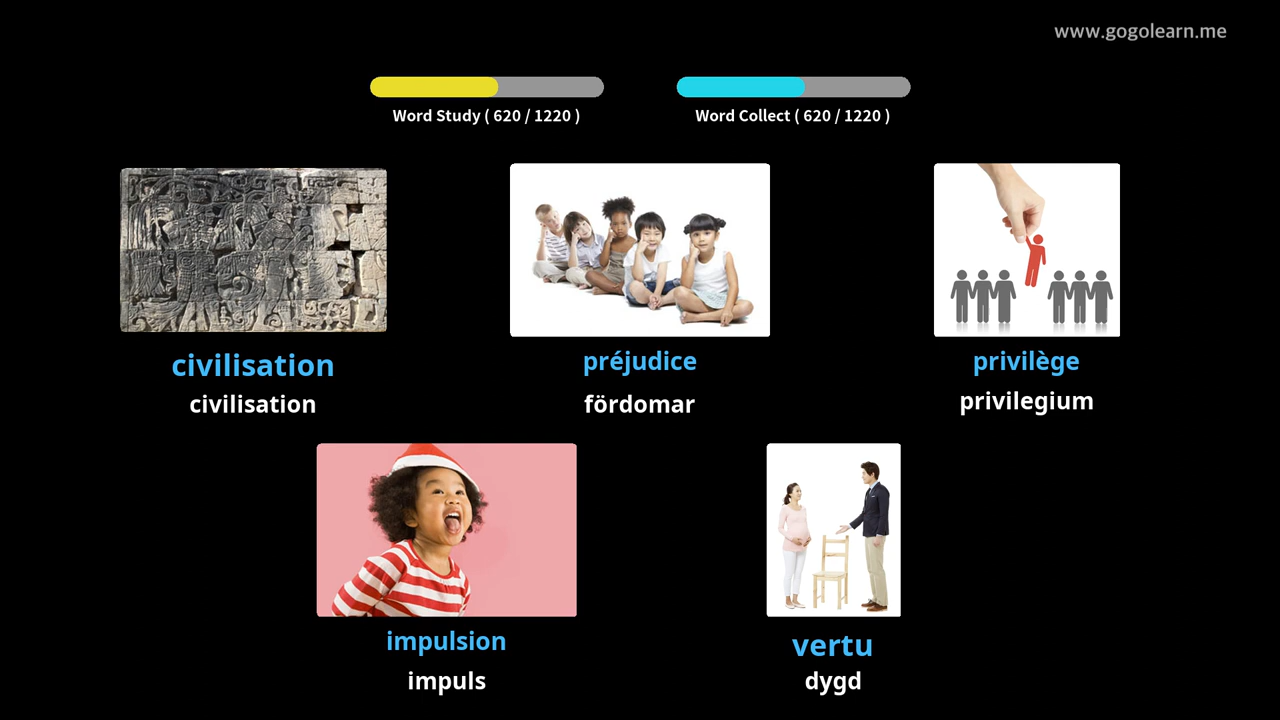 www.gogolearn.me
Word Study ( 620 / 1220 )
Word Collect ( 620 / 1220 )
civilisation
civilisation
préjudice
fördomar
privilège
privilegium
impulsion
impuls
vertu
dygd